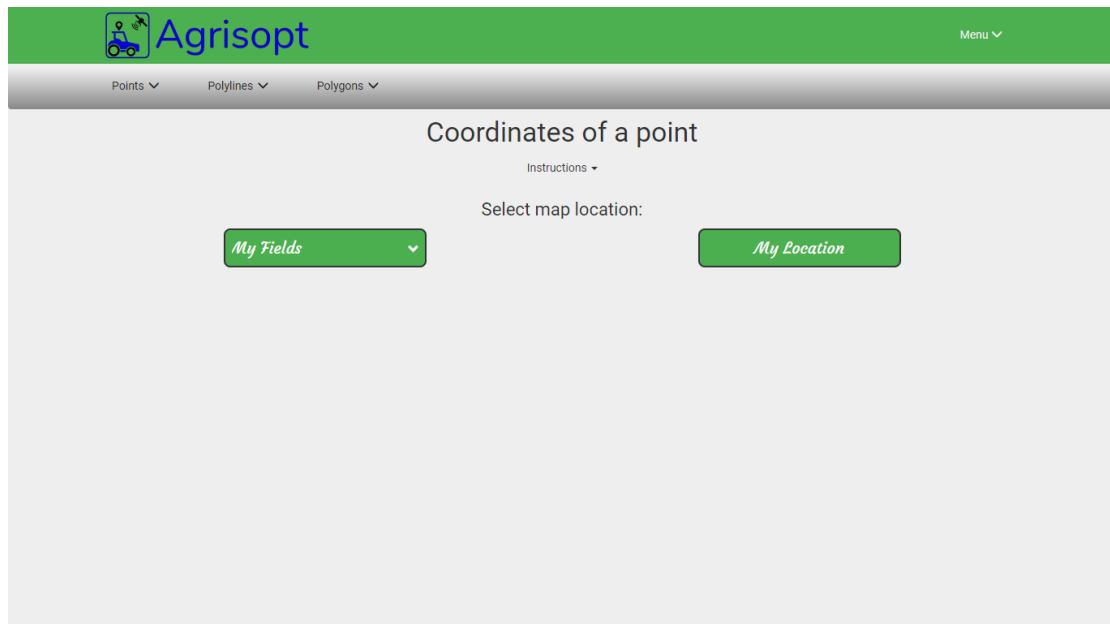 Agrisopt
Menu
Points Polylines Polygons
Coordinates of a point
Instructions
Select map location:
My Fields My Location